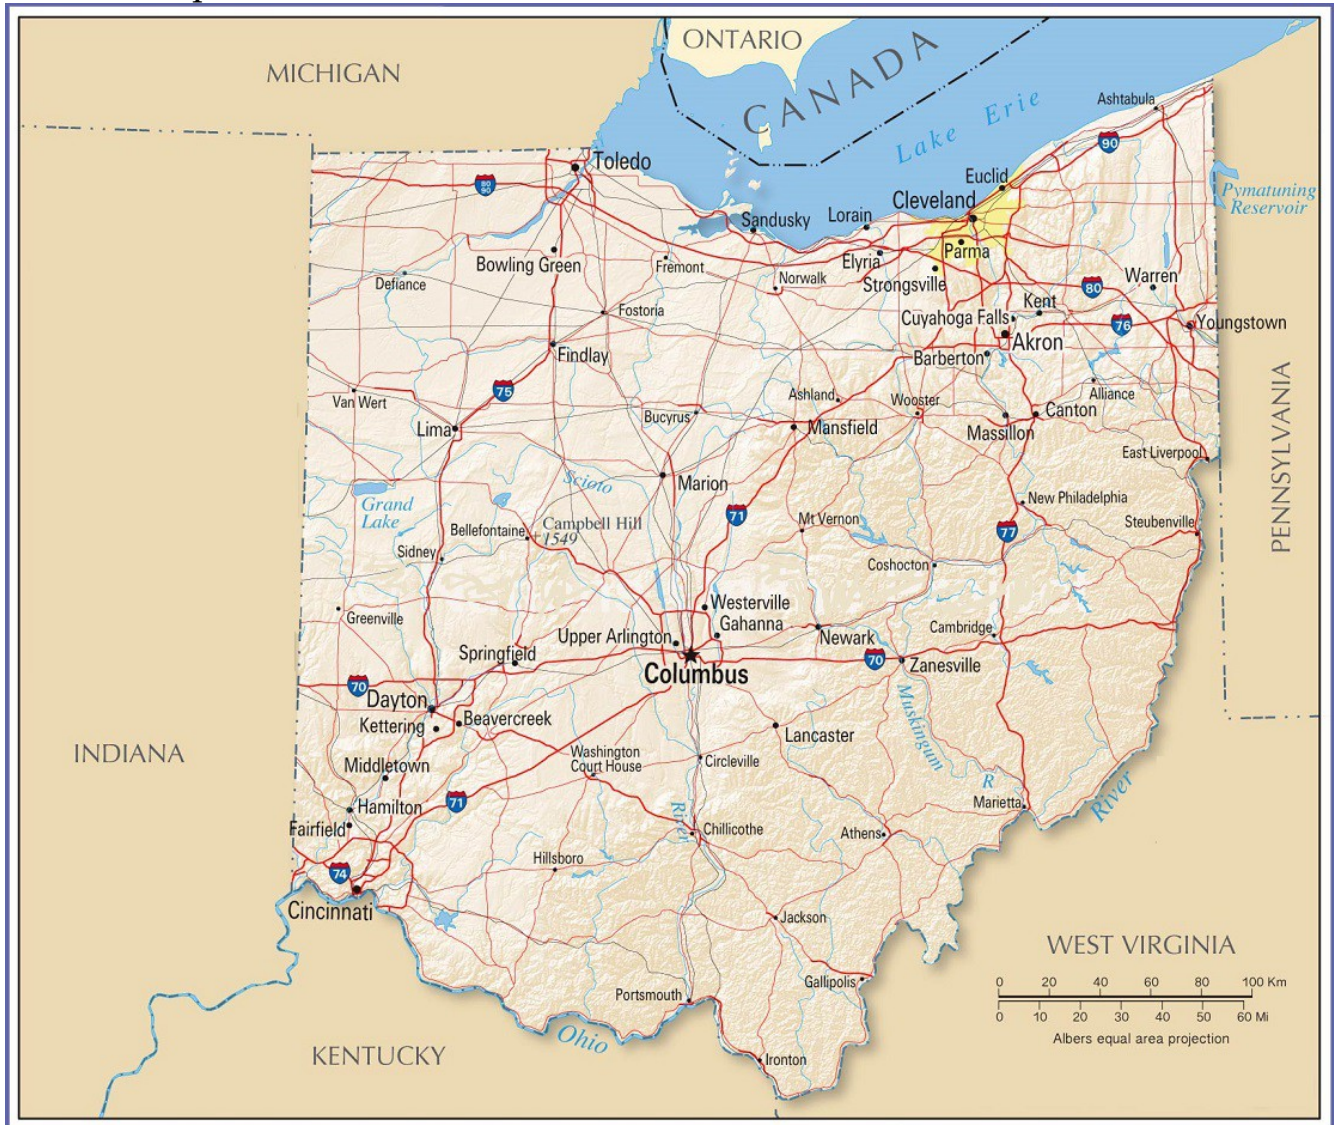 ONTARIO
CANADA
MICHIGAN
Lake Erie
Ashtabula
90
Toledo
Euclid
80
90
Cleveland
Pymatuning
Reservoir
Sandusky
Lorain
Parma
Elyria
Bowling Green
Fremont
Strongsville
Warren
Defiance
Norwalk
80
Kent
Fostoria
Cuyahoga Falls
76
Youngstown
Akron
Findlay
Barberton
75
Ashland
Wooster
Alliance
Van Wert
Bucyrus
Canton
Lima
Mansfield
Massillon
PENNSYLVANIA
East Liverpool
Scioto
Marion
Grand
Lake
New Philadelphia
71
Mt Vernon
Steubenville
Bellefontaine
Campbell Hill
1549
77
Sidney
Coshocton
Westerville
Greenville
Gahanna
Upper Arlington
Newark
Cambridge
Springfield
70
Zanesville
Columbus
70
Dayton
Kettering
Beavercreek
Muskingum
R
Lancaster
INDIANA
Washington
Court House
Circleville
Middletown
71
Hamilton
Marietta
River
Fairfield
River
Chillicothe
Athens
74
Hillsboro
Cincinnati
Jackson
WEST VIRGINIA
Gallipolis
Portsmouth
0 20 40 60 80 100 Km
0 10 20 30 40 50 60 Mi
Albers equal area projection
Ohio
KENTUCKY
Ironton